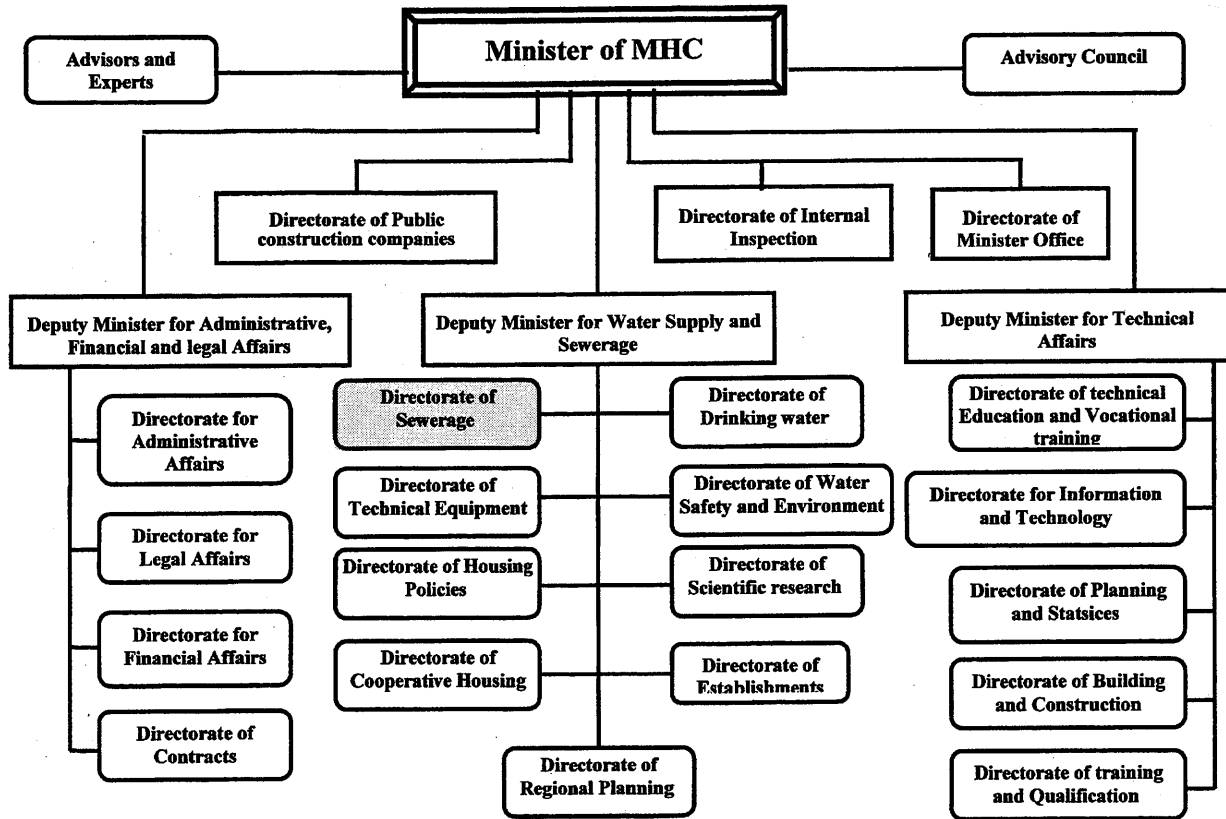 Minister of MHC
Advisors and
Experts
Advisory Council
Directorate of Public
construction companies
Directorate of Internal
Inspection
Directorate of
Minister Office
Deputy Minister for Administrative,
Financial and legal Affairs
Deputy Minister for Water Supply and
Sewerage
Deputy Minister for Technical
Affairs
Directorate for
Administrative
Affairs
Directorate for
Legal Affairs
Directorate for
Financial Affairs
Directorate of
Contracts
Directorate of
Sewerage
Directorate of
Drinking water
Directorate of
Technical Equipment
Directorate of Water
Safety and Environment
Directorate of Housing
Policies
Directorate of
Scientific research
Directorate of
Cooperative Housing
Directorate of
Establishments
Directorate of
Regional Planning
Directorate of technical
Education and Vocational
training
Directorate for Information
and Technology
Directorate of Planning
and Statsices
Directorate of Building
and Construction
Directorate of training
and Qualification